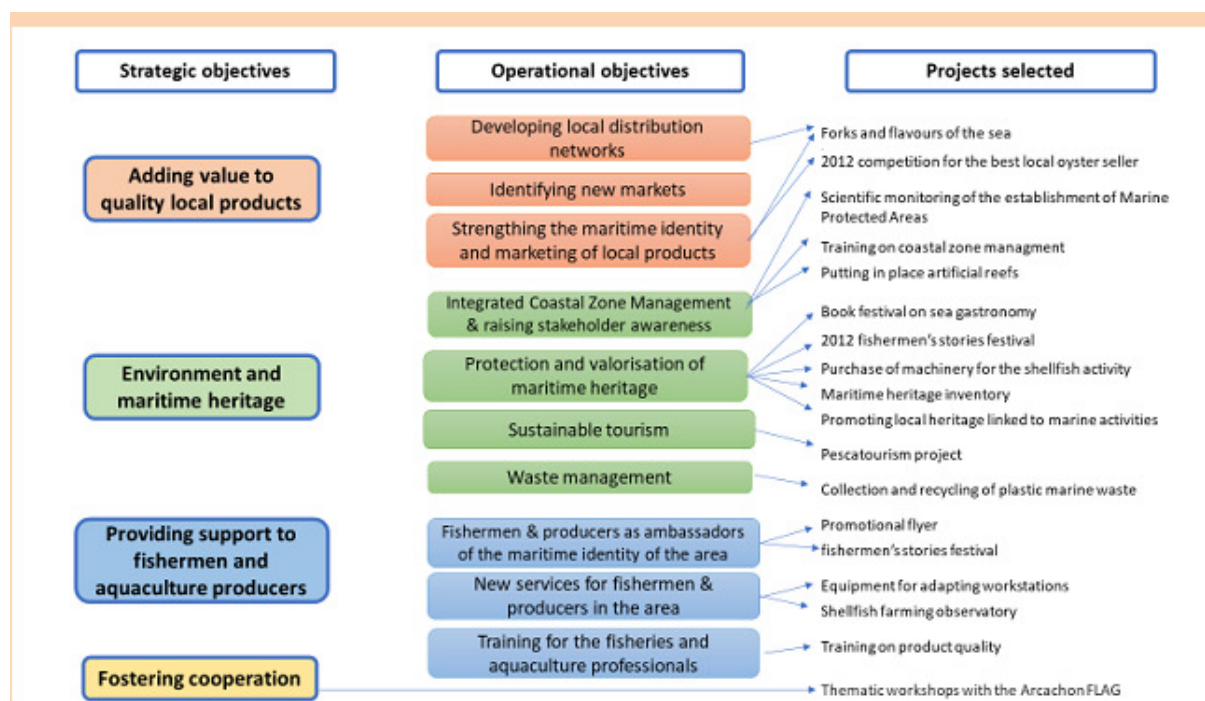 Strategic objectives
Operational objectives
Projects selected
Adding value to
quality local products
Environment and
maritime heritage
Providing support to
fishermen and
aquaculture producers
Fostering cooperation
Developing local distribution
networks
Identifying new markets
Strengthing the maritime identity
and marketing of local products
Integrated Coastal Zone Management
& raising stakeholder awareness
Protection and valorisation of
maritime heritage
Sustainable tourism
Waste management
Fishermen & producers as ambassadors
of the maritime identity of the area
New services for fishermen &
producers in the area
Training for the fisheries and
aquaculture professionals
Forks and flavours of the sea
2012 competition for the best local oyster seller
Scientific monitoring of the establishment of Marine
Protected Areas
Training on coastal zone managment
Putting in place artificial reefs
Book festival on sea gastronomy
2012 fishermen's stories festival
Purchase of machinery for the shellfish activity
Maritime heritage inventory
Promoting local heritage linked to marine activities
Pescatourism project
Collection and recycling of plastic marine waste
Promotional flyer
fishermen's stories festival
Equipment for adapting workstations
Shellfish farming observatory
Training on product quality
Thematic workshops with the Arcachon FLAG